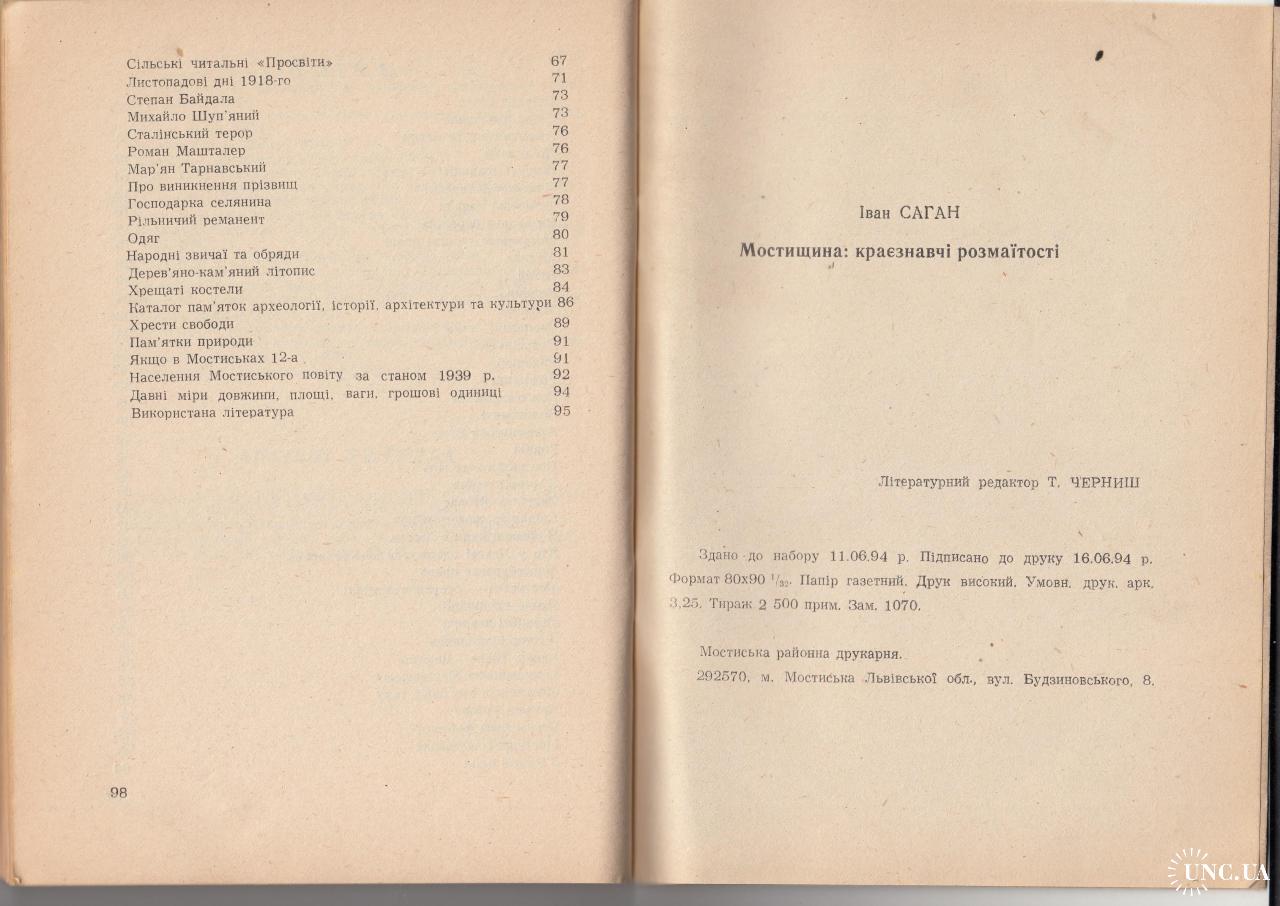 Сільські читальні «Просвіти» 67
Листопадові дні 1918-го 71
Степан Байдала 73
Михайло Шуп'яний 73
Сталінський терор 76
Роман Машталер 76
Мар'ян Тарнавський 77
Про виникнення прізвищ 77
Господарка селянина 78
Рільничий реманент 79
Одяг 80
Народні звичаї та обряди 81
Дерев'яно-кам'яний літопис 83
Хрещаті костели 84
Каталог пам'яток археології, історії, архітектури та культури 86
Хрести свободи 89
Пам'ятки природи 91
Якщо в Мостиськах 12-а 91
Населення Мостиського повіту за станом 1939 р. 92
Давні міри довжини, площі, ваги, грошові одиниці 94
Використана література 95
98
Іван САГАН
Мостищина: краєзнавчі розмаїтості
Літературний редактор Т. ЧЕРНИШ
Здано до набору 11.06.94 р. Підписано до друку 16.06.94 р.
Формат 80х90 1/32. Папір газетний. Друк високий. Умовн. друк. арк.
3,25. Тираж 2 500 прим. Зам. 1070.
Мостиська районна друкарня.
292570, м. Мостиська Львівської обл., вул. Будзиновського, 8.
UNC.UA